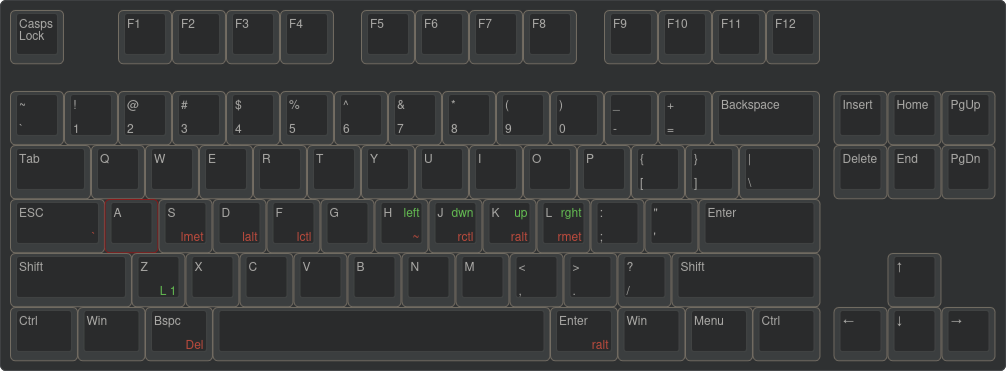 Casps
Lock
F1 F2 F3 F4 F5 F6 F7 F8 F9 F10 F11 F12
~ ! @ # $ % ^ & * ( ) _ + Backspace Insert Home PgUp
` 1 2 3 4 5 6 7 8 9 0 - =
Tab Q W E R T Y U I O P { } | Delete End PgDn
[ ] \
ESC A S D F G H left J dwn K up L rght : " Enter
` lmet lalt lctl ~ rctl ralt rmet ; '
Shift Z X C V B N M < > ? Shift ↑
L 1 , . /
Ctrl Win Bspc Enter Win Menu Ctrl ← ↓ →
Del ralt